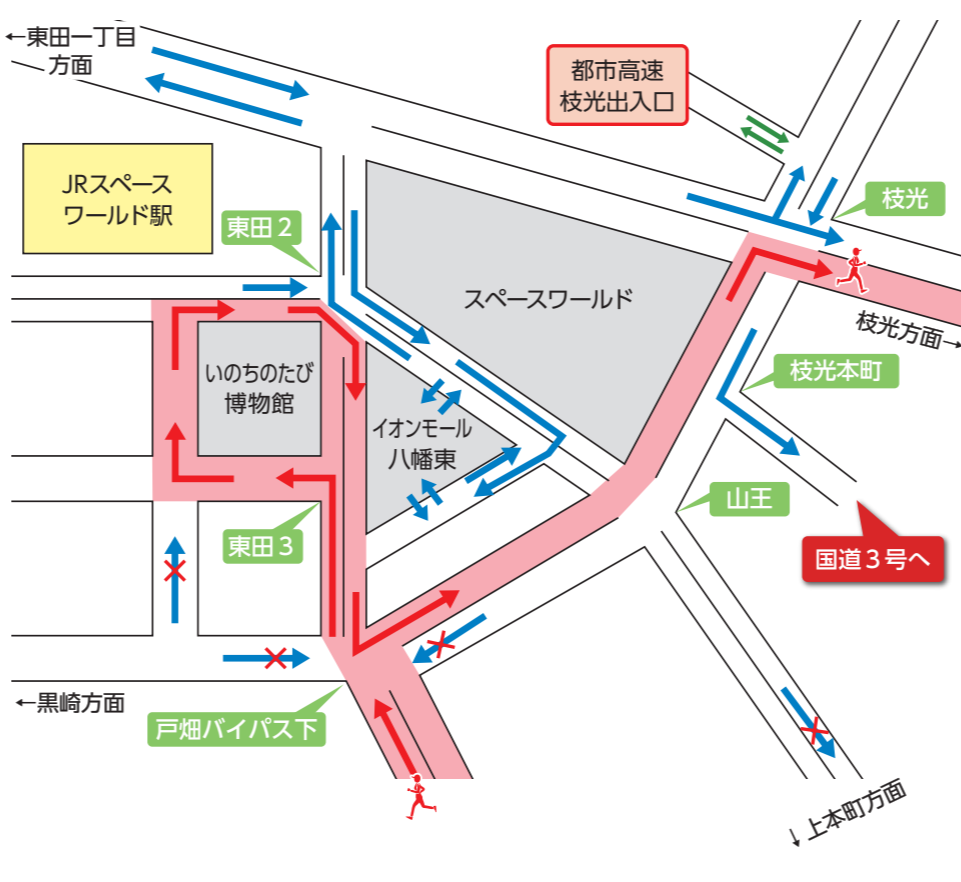 ←東田一丁目
方面
都市高速
枝光出入口
JRスペース
ワールド駅
枝光
東田2
スペースワールド
枝光方面→
いのちのたび
博物館
枝光本町
イオンモール
八幡東
山王
東田3
国道3号へ
←黒崎方面
戸畑バイパス下
↓上本町方面